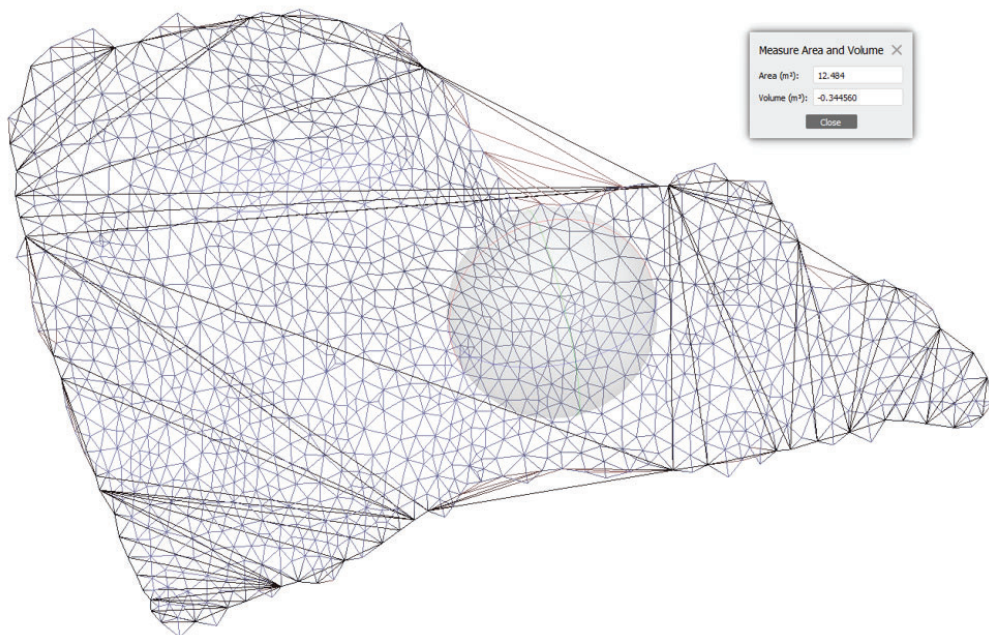 Measure Area and Volume
Area (m²): 12.484
Volume (m³): -0.344560
Close